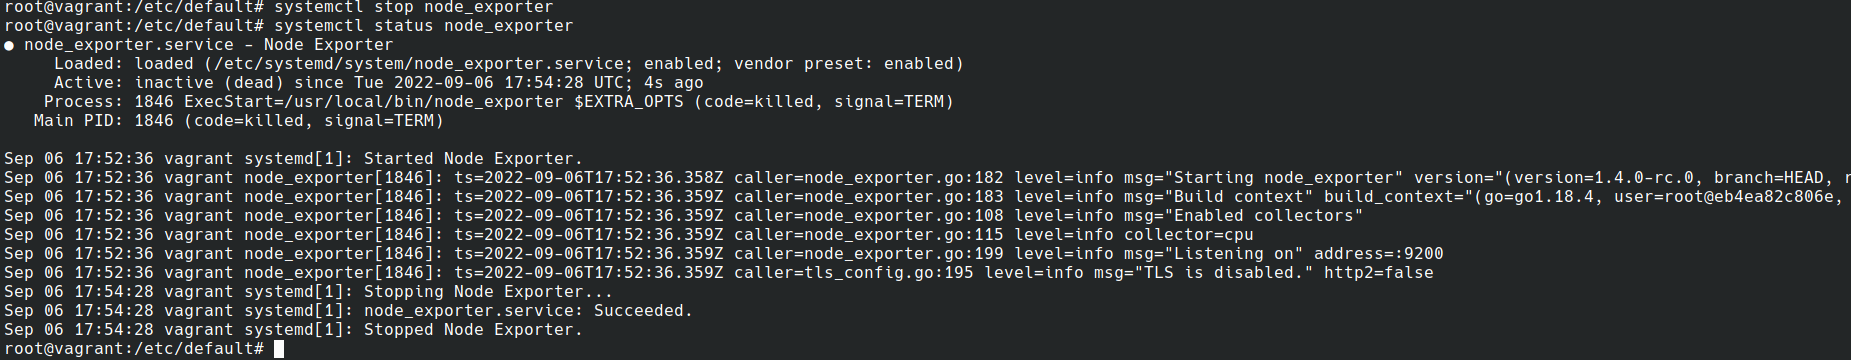 root@vagrant:/etc/default# systemctl stop node_exporter
root@vagrant:/etc/default# systemctl status node_exporter
● node_exporter.service - Node Exporter
     Loaded: loaded (/etc/systemd/system/node_exporter.service; enabled; vendor preset: enabled)
     Active: inactive (dead) since Tue 2022-09-06 17:54:28 UTC; 4s ago
    Process: 1846 ExecStart=/usr/local/bin/node_exporter $EXTRA_OPTS (code=killed, signal=TERM)
   Main PID: 1846 (code=killed, signal=TERM)

Sep 06 17:52:36 vagrant systemd[1]: Started Node Exporter.
Sep 06 17:52:36 vagrant node_exporter[1846]: ts=2022-09-06T17:52:36.358Z caller=node_exporter.go:182 level=info msg="Starting node_exporter" version="(version=1.4.0-rc.0, branch=HEAD, r
Sep 06 17:52:36 vagrant node_exporter[1846]: ts=2022-09-06T17:52:36.359Z caller=node_exporter.go:183 level=info msg="Build context" build_context="(go=go1.18.4, user=root@eb4ea82c806e,
Sep 06 17:52:36 vagrant node_exporter[1846]: ts=2022-09-06T17:52:36.359Z caller=node_exporter.go:108 level=info msg="Enabled collectors"
Sep 06 17:52:36 vagrant node_exporter[1846]: ts=2022-09-06T17:52:36.359Z caller=node_exporter.go:115 level=info collector=cpu
Sep 06 17:52:36 vagrant node_exporter[1846]: ts=2022-09-06T17:52:36.359Z caller=node_exporter.go:199 level=info msg="Listening on" address=:9200
Sep 06 17:52:36 vagrant node_exporter[1846]: ts=2022-09-06T17:52:36.359Z caller=tls_config.go:195 level=info msg="TLS is disabled." http2=false
Sep 06 17:54:28 vagrant systemd[1]: Stopping Node Exporter...
Sep 06 17:54:28 vagrant systemd[1]: node_exporter.service: Succeeded.
Sep 06 17:54:28 vagrant systemd[1]: Stopped Node Exporter.
root@vagrant:/etc/default#